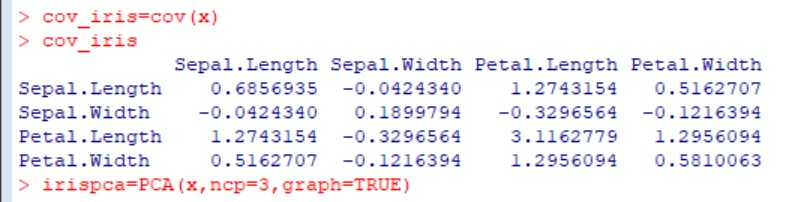 > cov_iris=cov(x)
> cov_iris
             Sepal.Length Sepal.Width Petal.Length Petal.Width
Sepal.Length    0.6856935  -0.0424340    1.2743154   0.5162707
Sepal.Width    -0.0424340   0.1899794   -0.3296564  -0.1216394
Petal.Length    1.2743154  -0.3296564    3.1162779   1.2956094
Petal.Width     0.5162707  -0.1216394    1.2956094   0.5810063
> irispca=PCA(x,ncp=3,graph=TRUE)